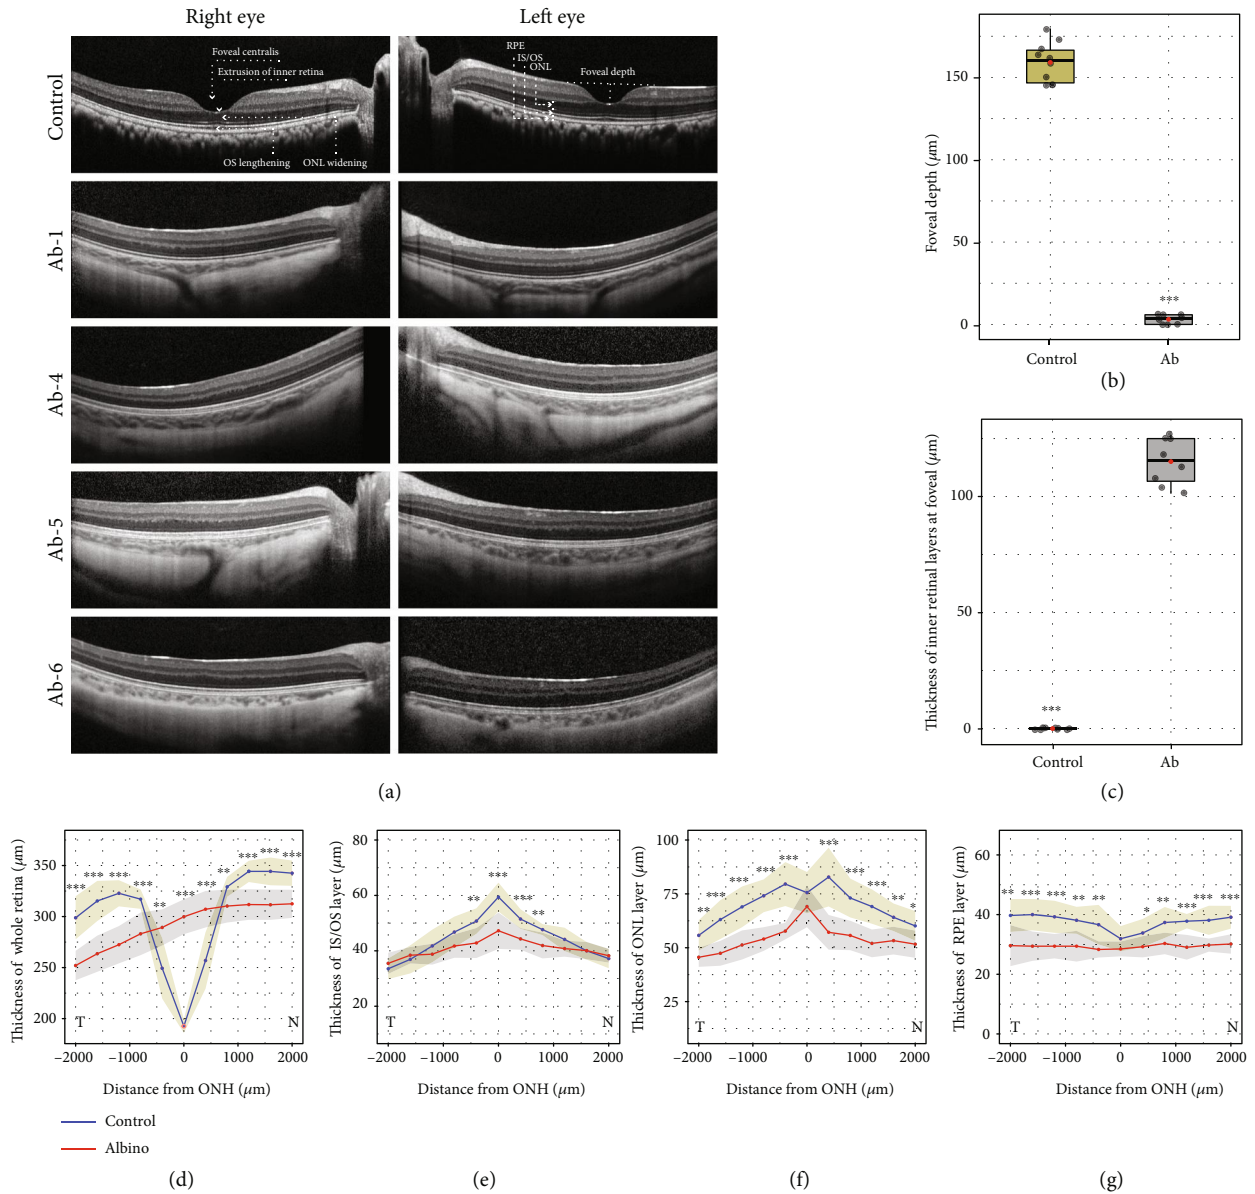 Right eye
Left eye
Control
Foveal centralis
Extrusion of inner retina
OS lengthening
ONL widening
RPE
IS/OS
ONL
Foveal depth
Ab-1
Ab-4
Ab-5
Ab-6
(a)
Foveal depth (μm)
150
100
50
0
***
Control
Ab
(b)
Thickness of inner retinal layers at foveal (μm)
100
50
0
***
Control
Ab
(c)
Thickness of whole retina (μm)
350
300
250
200
*** *** *** *** ** *** *** ** *** *** ***
T
N
−2000 −1000 0 1000 2000
Distance from ONH (μm)
Control
Albino
(d)
Thickness of IS/OS layer (μm)
80
60
40
20
** *** ** **
T
N
−2000 −1000 0 1000 2000
Distance from ONH (μm)
(e)
Thickness of ONL layer (μm)
100
75
50
25
** *** *** *** *** *** *** *** ** *
T
N
−2000 −1000 0 1000 2000
Distance from ONH (μm)
(f)
Thickness of RPE layer (μm)
60
40
20
0
** *** *** ** ** * ** *** *** ***
T
N
−2000 −1000 0 1000 2000
Distance from ONH (μm)
(g)